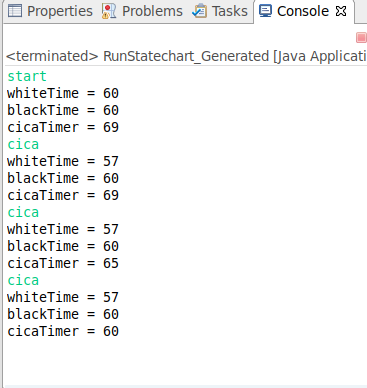 Properties Problems Tasks Console
<terminated> RunStatechart_Generated [Java Applicati
start
whiteTime = 60
blackTime = 60
cicaTimer = 69
cica
whiteTime = 57
blackTime = 60
cicaTimer = 69
cica
whiteTime = 57
blackTime = 60
cicaTimer = 65
cica
whiteTime = 57
blackTime = 60
cicaTimer = 60